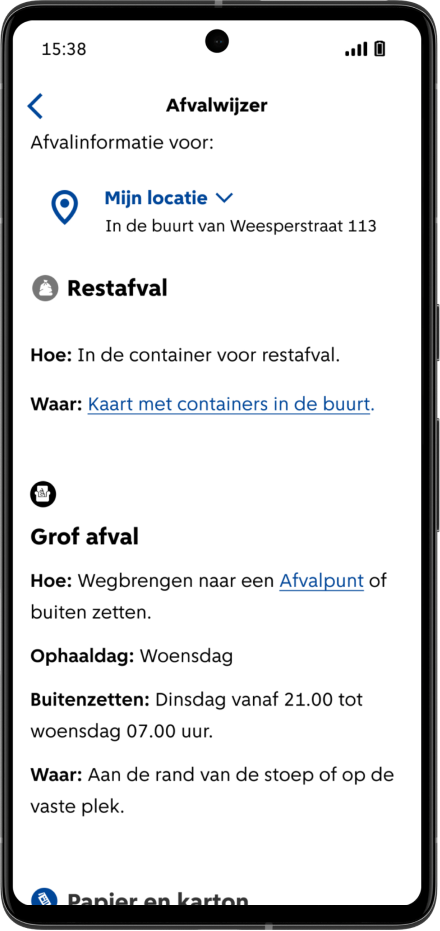 15:38
Afvalwijzer
Afvalinformatie voor:
Mijn locatie
In de buurt van Weesperstraat 113
Restafval
Hoe: In de container voor restafval.
Waar: Kaart met containers in de buurt.
Grof afval
Hoe: Wegbrengen naar een Afvalpunt of
buiten zetten.
Ophaaldag: Woensdag
Buitenzetten: Dinsdag vanaf 21.00 tot
woensdag 07.00 uur.
Waar: Aan de rand van de stoep of op de
vaste plek.
Papier en karton